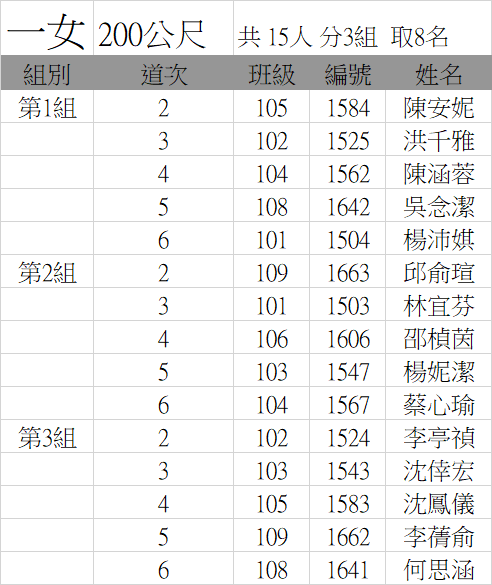 一女 200公尺 共 15人 分3組 取8名
組別 道次 班級 編號 姓名
第1組 2 105 1584 陳安妮
3 102 1525 洪千雅
4 104 1562 陳涵蓉
5 108 1642 吳念潔
6 101 1504 楊沛娸
第2組 2 109 1663 邱俞瑄
3 101 1503 林宜芬
4 106 1606 邵楨茵
5 103 1547 楊妮潔
6 104 1567 蔡心瑜
第3組 2 102 1524 李亭禎
3 103 1543 沈倖宏
4 105 1583 沈鳳儀
5 109 1662 李蒨俞
6 108 1641 何思涵